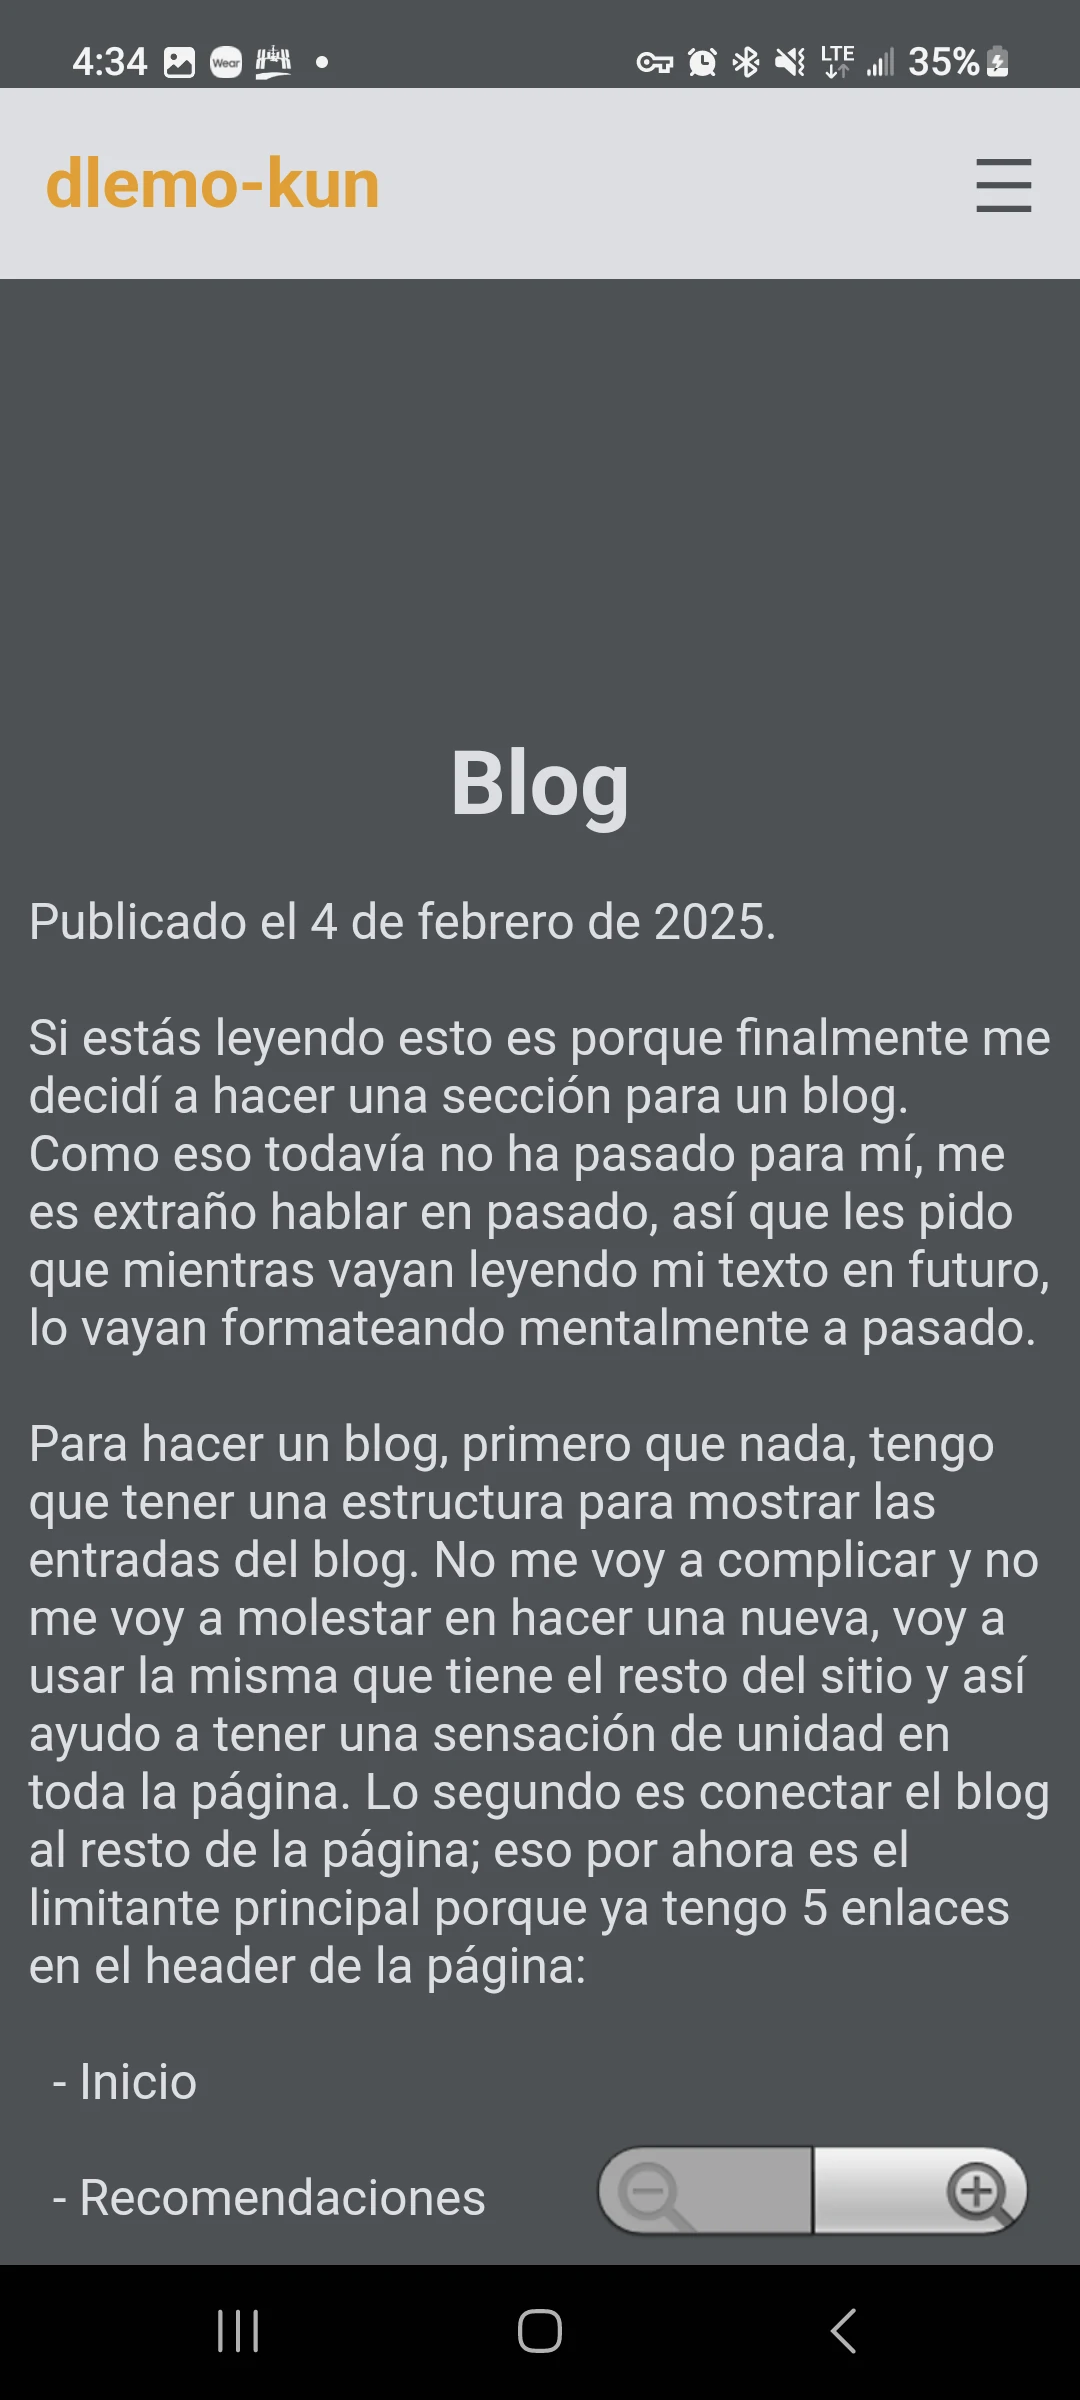 4:34 Wear LTE 35%
dlemo-kun
Blog
Publicado el 4 de febrero de 2025.
Si estás leyendo esto es porque finalmente me
decidí a hacer una sección para un blog.
Como eso todavía no ha pasado para mí, me
es extraño hablar en pasado, así que les pido
que mientras vayan leyendo mi texto en futuro,
lo vayan formateando mentalmente a pasado.
Para hacer un blog, primero que nada, tengo
que tener una estructura para mostrar las
entradas del blog. No me voy a complicar y no
me voy a molestar en hacer una nueva, voy a
usar la misma que tiene el resto del sitio y así
ayudo a tener una sensación de unidad en
toda la página. Lo segundo es conectar el blog
al resto de la página; eso por ahora es el
limitante principal porque ya tengo 5 enlaces
en el header de la página:
- Inicio
- Recomendaciones